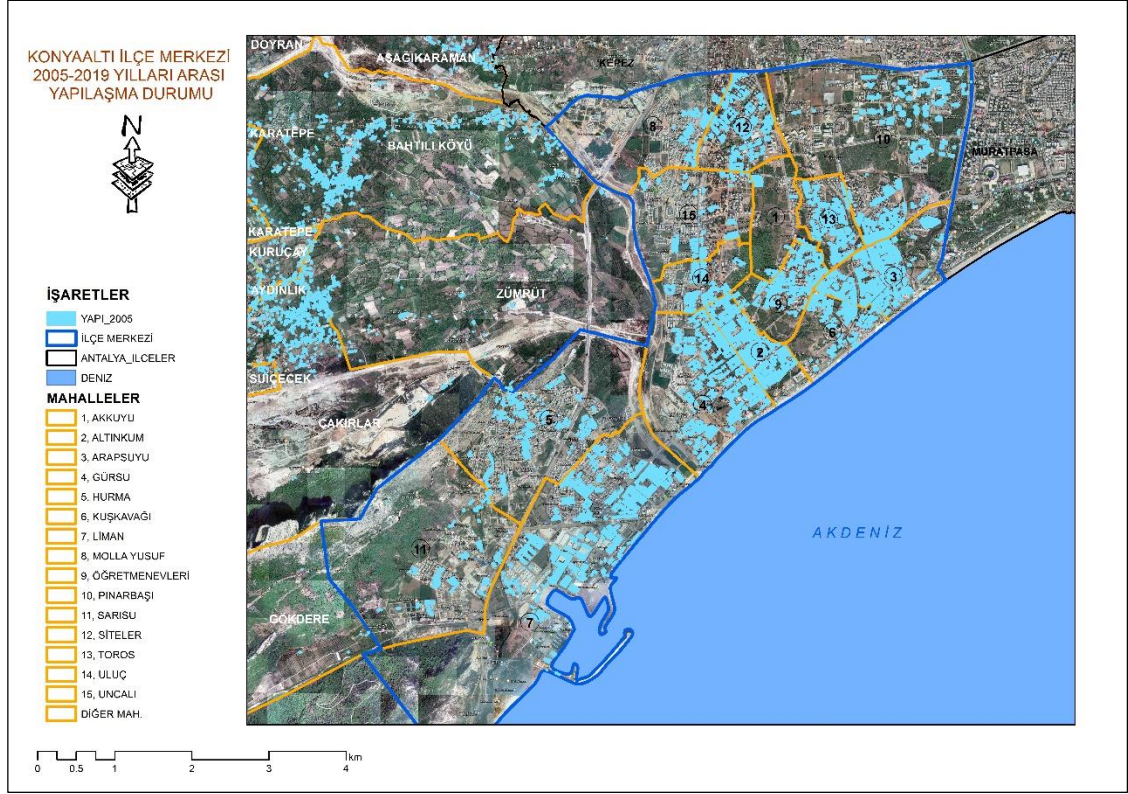 KONYAALTI İLÇE MERKEZİ
2005-2019 YILLARI ARASI
YAPILAŞMA DURUMU
N
İŞARETLER
YAPI_2005
İLÇE MERKEZİ
ANTALYA_ILCELER
DENIZ
MAHALLELER
1, AKKUYU
2, ALTINKUM
3, ARAPSUYU
4, GÜRSU
5, HURMA
6, KUŞKAVAĞI
7, LİMAN
8, MOLLA YUSUF
9, ÖĞRETMENEVLERİ
10, PINARBAŞI
11, SARISU
12, SİTELER
13, TOROS
14, ULUÇ
15, UNCALI
DİĞER MAH.
0 0.5 1 2 3 4 km
DOYRAN
AŞAĞIKARAMAN
KEPEZ
KARATEPE
BAHTILI KÖYÜ
MURATPAŞA
KARATEPE
KURUÇAY
AYDINLIK
ZÜMRÜT
SUİÇECEK
ÇAKIRLAR
GÖKDERE
AKDENİZ
8
12
10
15
1
13
14
3
9
6
2
4
5
11
7